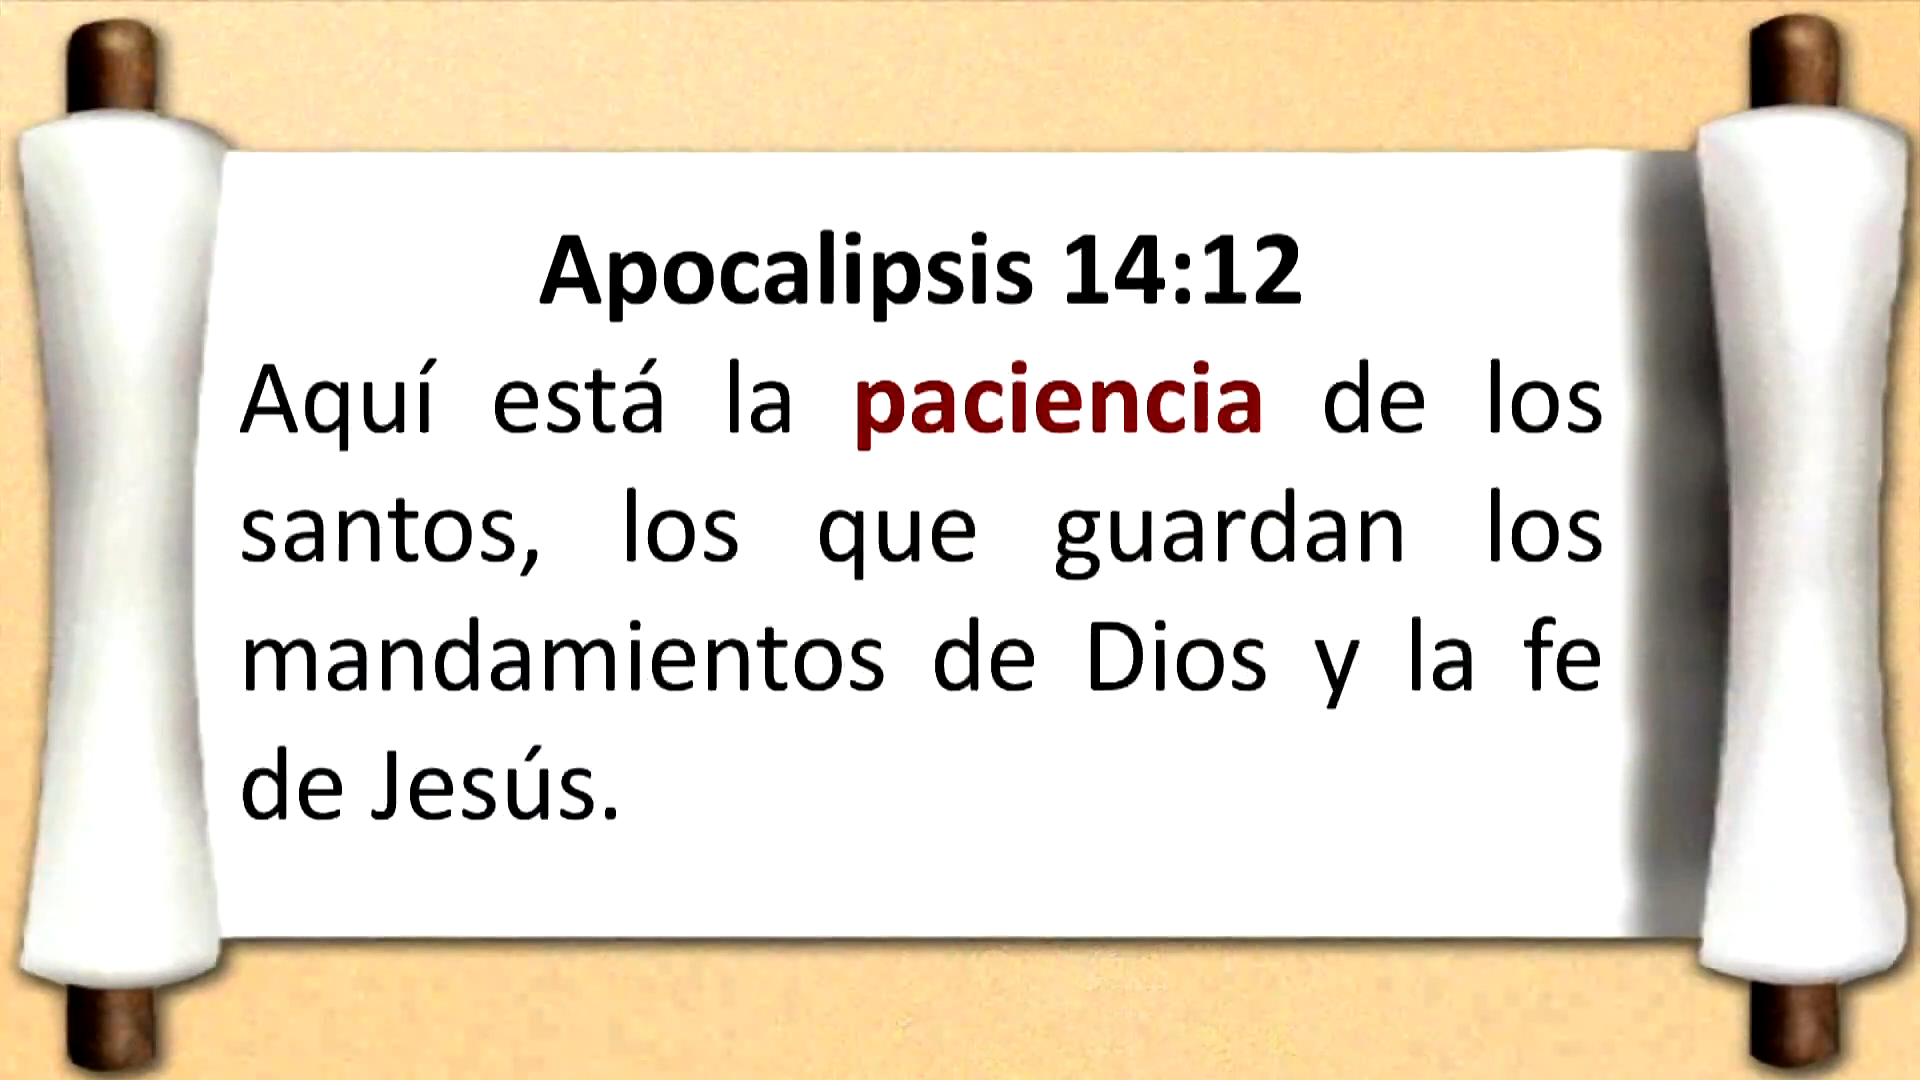 Apocalipsis 14:12
Aquí está la paciencia de los
santos, los que guardan los
mandamientos de Dios y la fe
de Jesús.